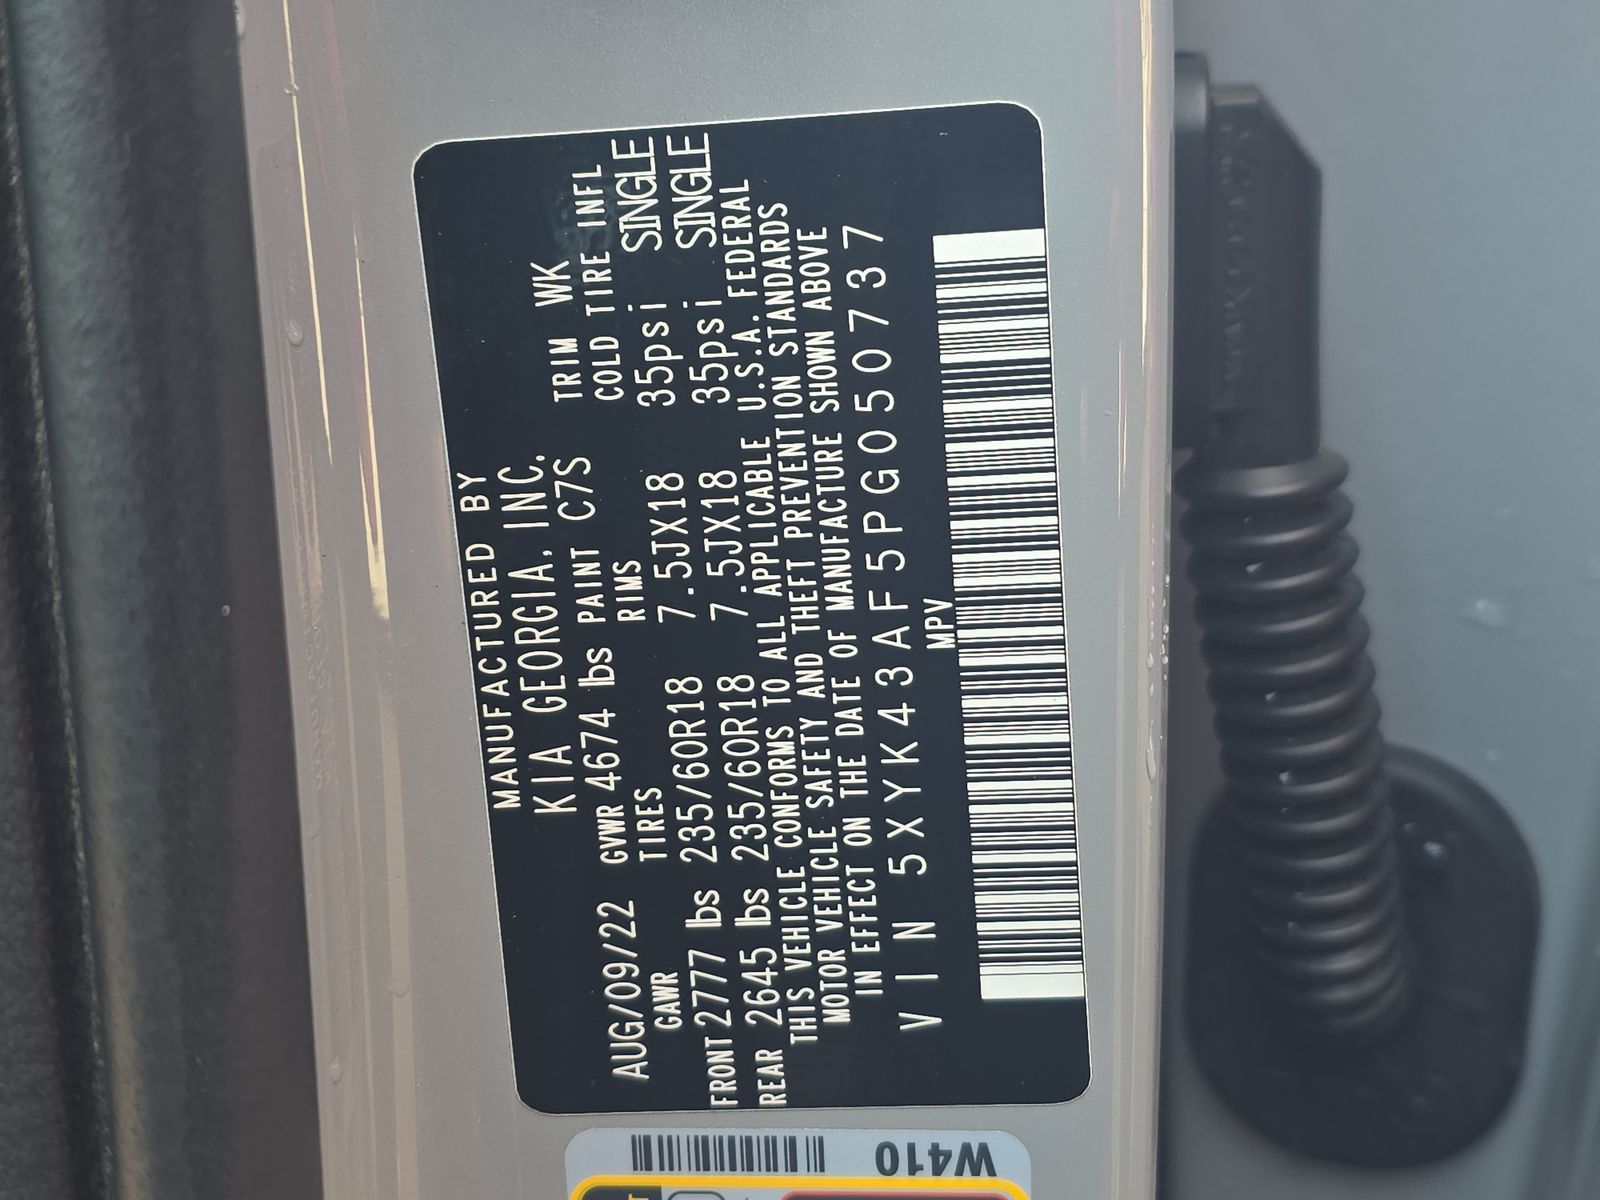 MANUFACTURED BY
KIA GEORGIA, INC.
AUG/09/22 GVWR 4674 lbs PAINT C7S TRIM WK
GAWR TIRES RIMS COLD TIRE INFL
FRONT 2777 lbs 235/60R18 7.5JX18 35psi SINGLE
REAR 2645 lbs 235/60R18 7.5JX18 35psi SINGLE
THIS VEHICLE CONFORMS TO ALL APPLICABLE U.S.A. FEDERAL
MOTOR VEHICLE SAFETY AND THEFT PREVENTION STANDARDS
IN EFFECT ON THE DATE OF MANUFACTURE SHOWN ABOVE
VIN 5XYK43AF5PG050737
MPV
W410